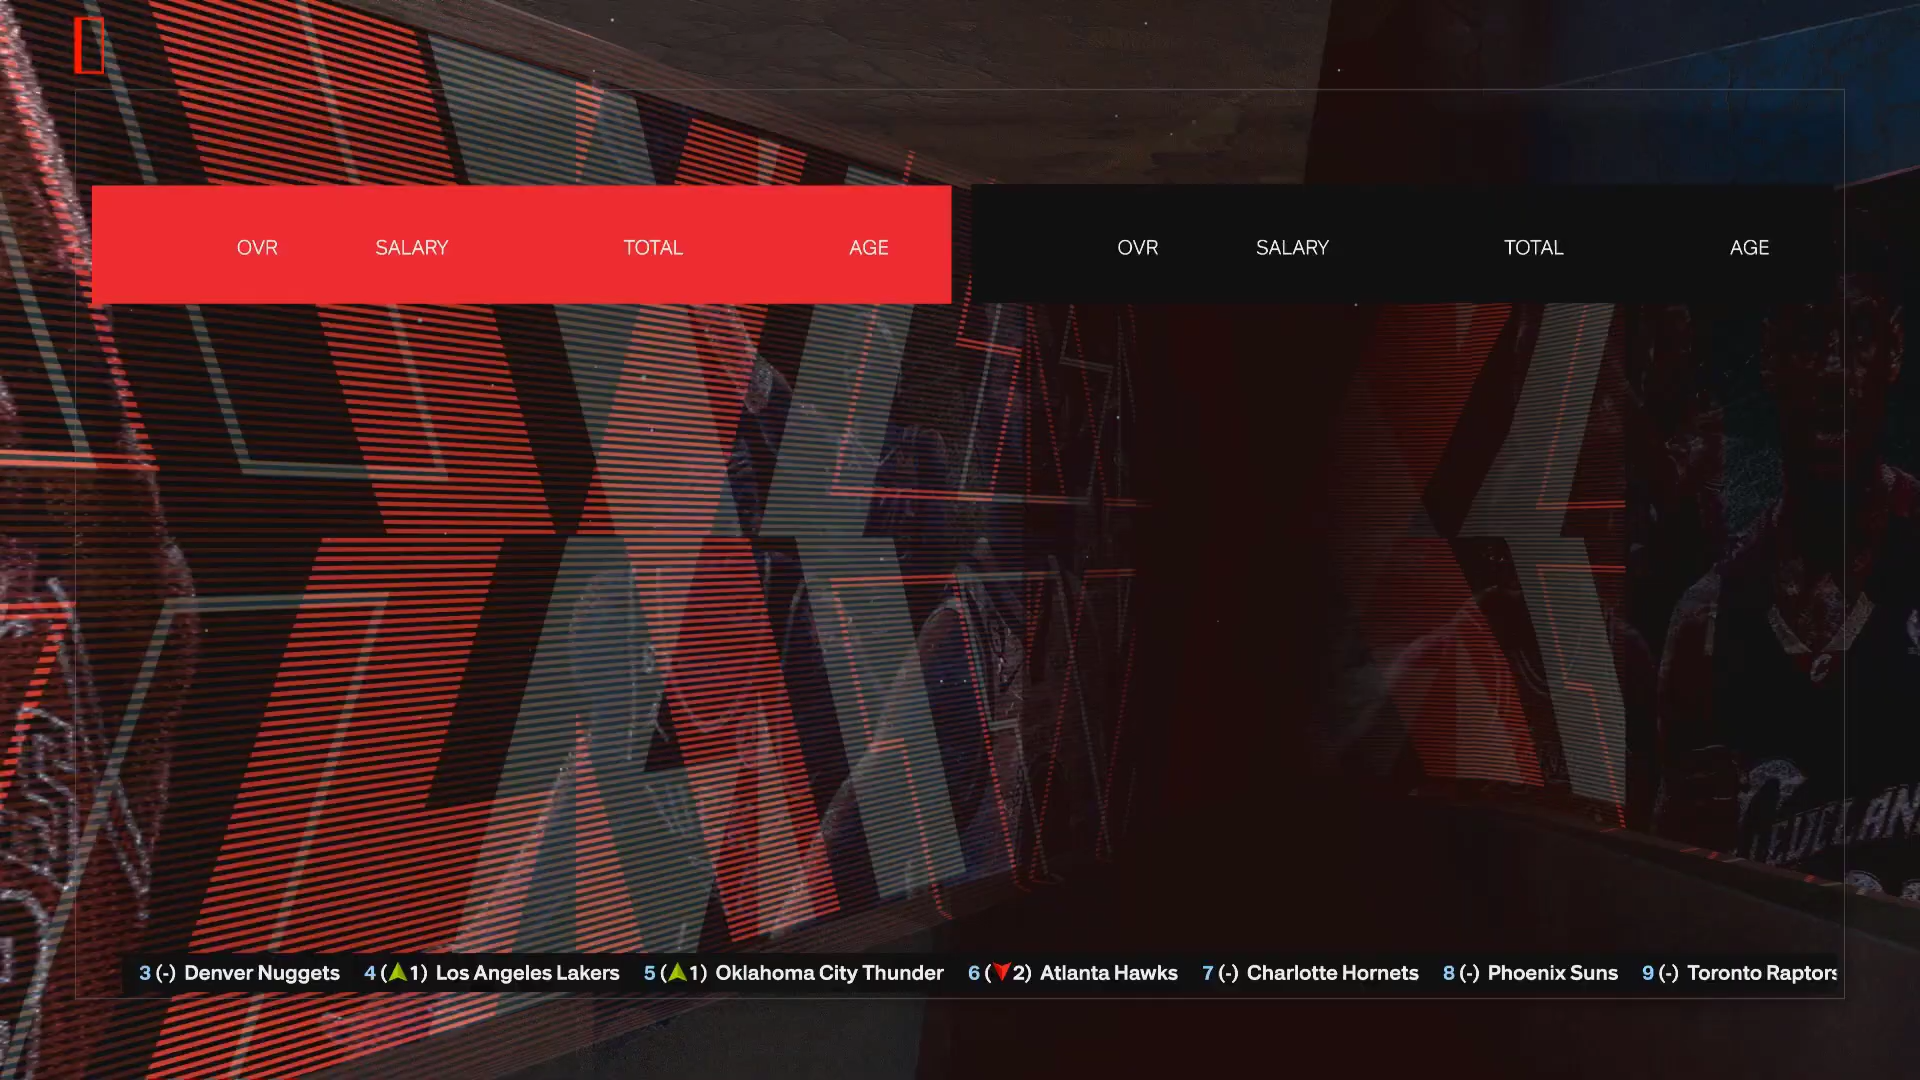 OVR SALARY TOTAL AGE OVR SALARY TOTAL AGE
3 (-) Denver Nuggets 4 (▲1) Los Angeles Lakers 5 (▲1) Oklahoma City Thunder 6 (▼2) Atlanta Hawks 7 (-) Charlotte Hornets 8 (-) Phoenix Suns 9 (-) Toronto Raptors